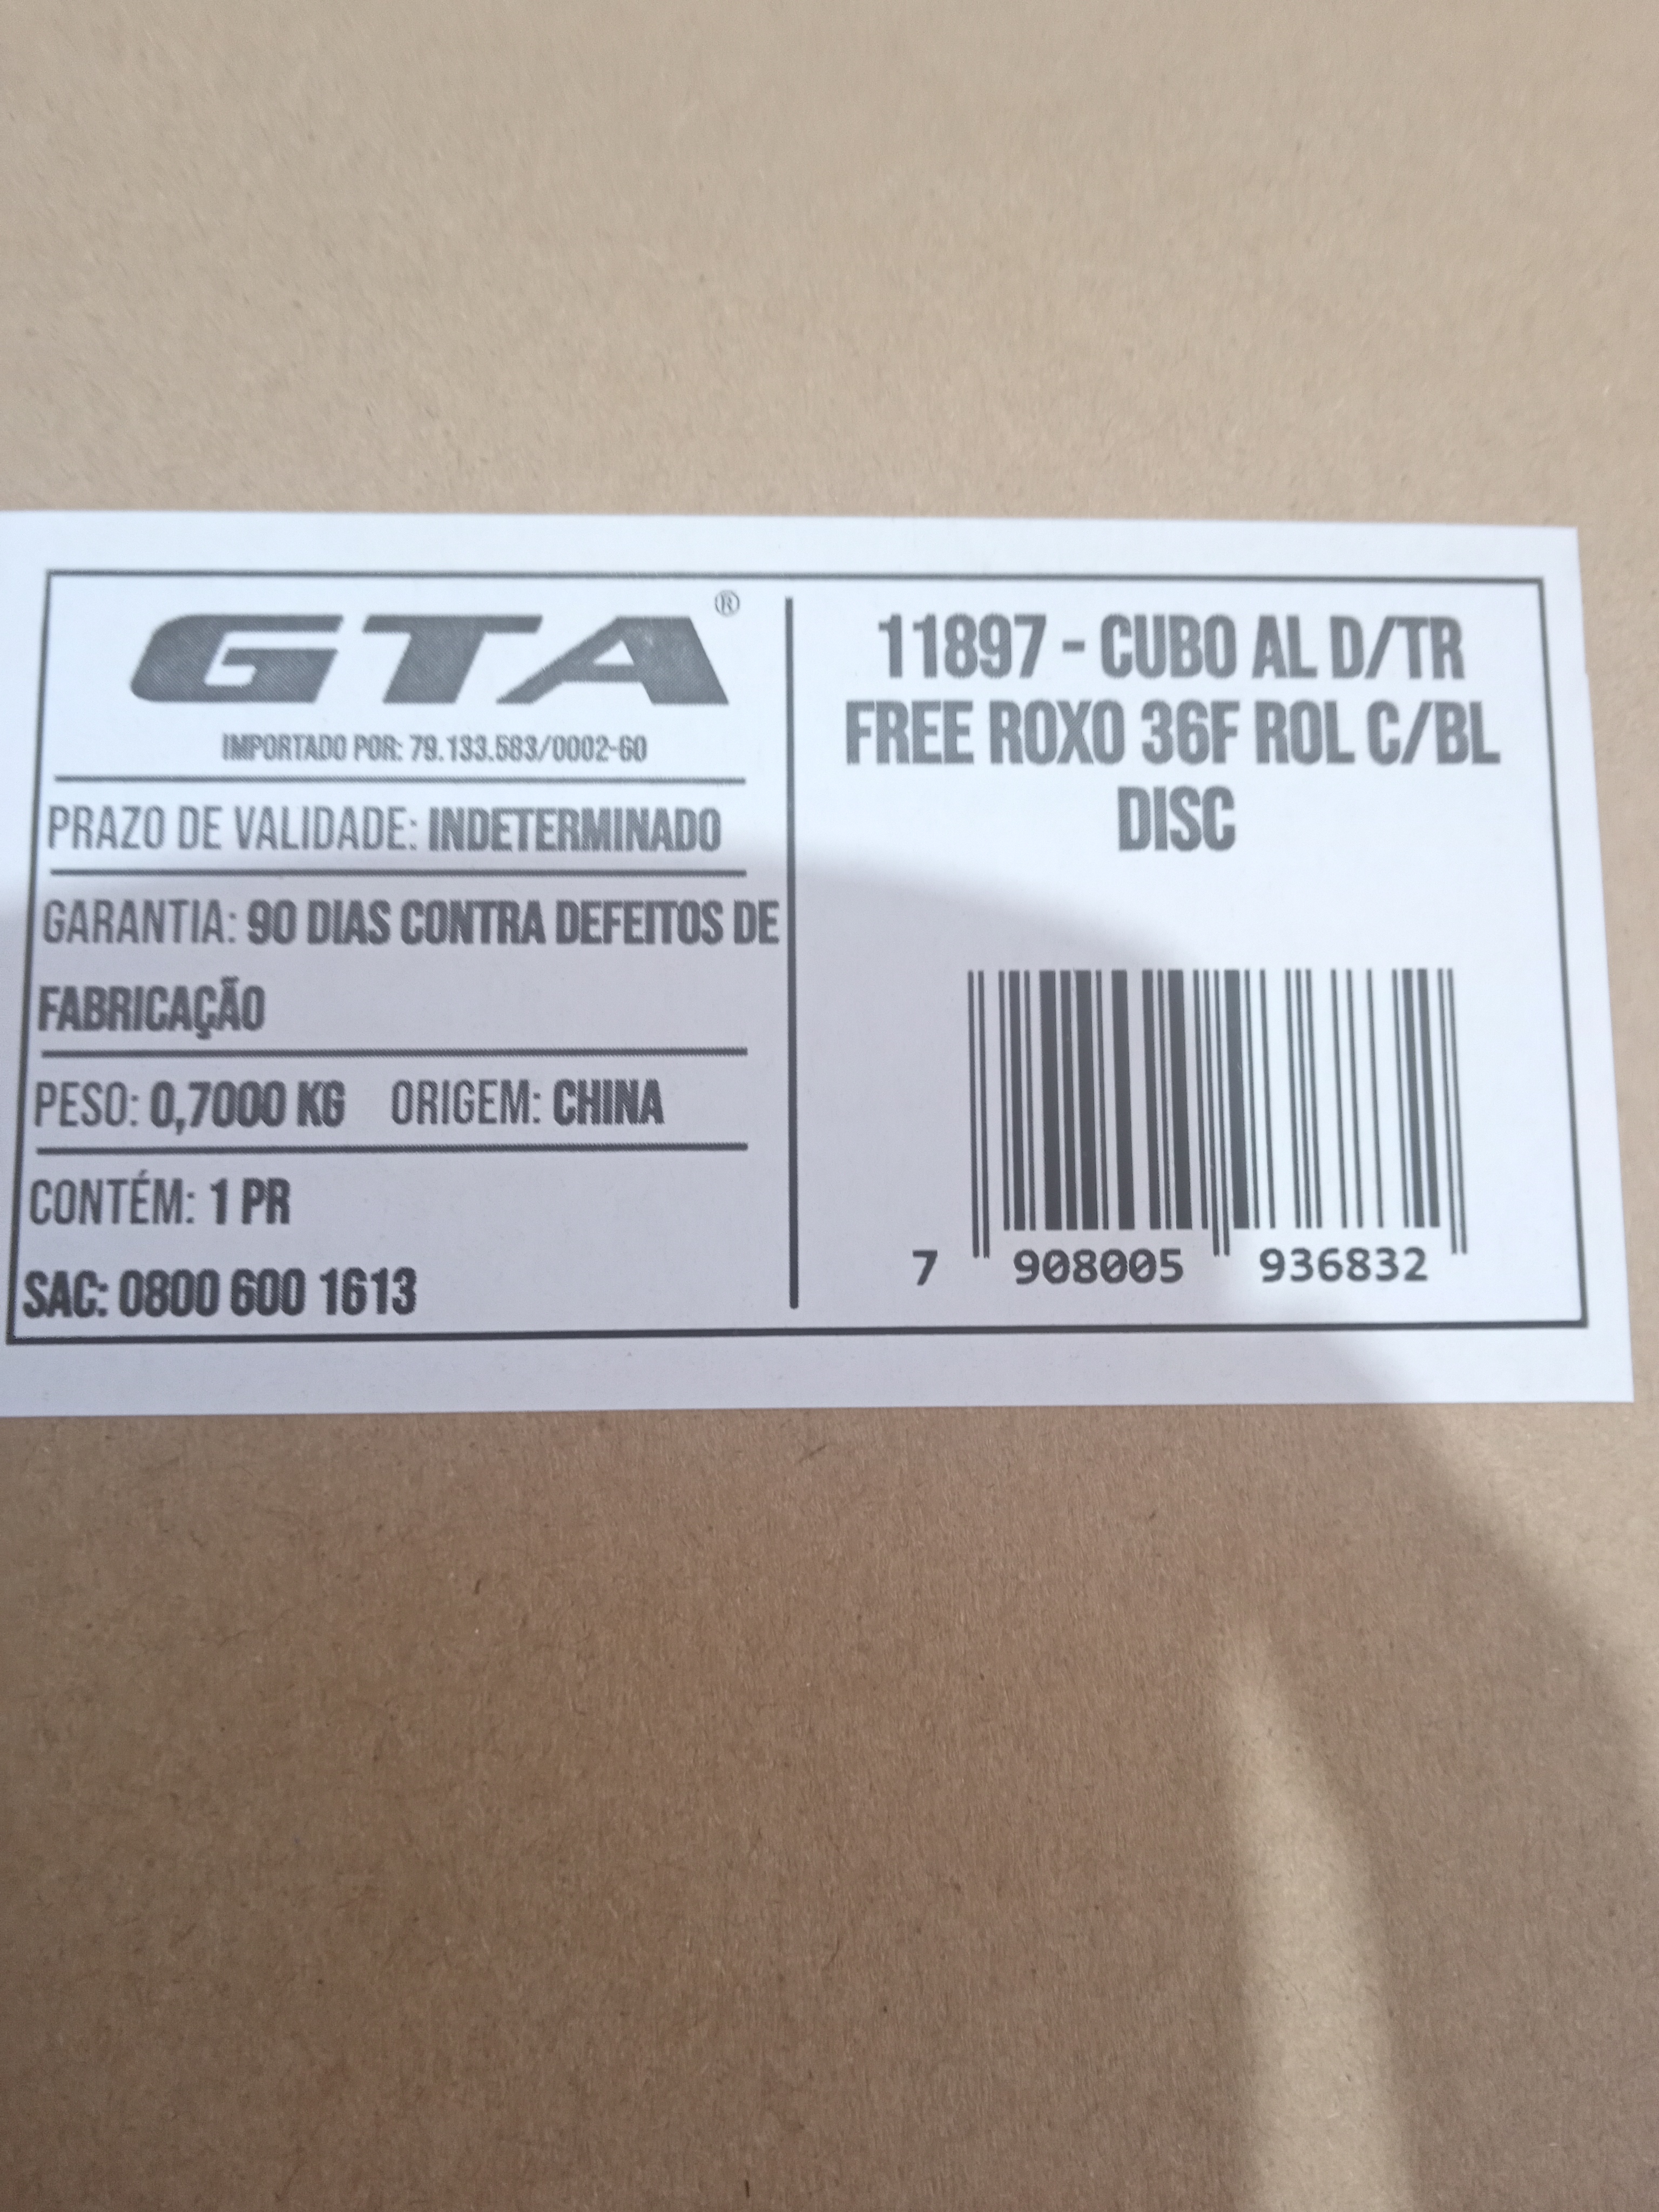 GTA®
IMPORTADO POR: 79.133.583/0002-60
PRAZO DE VALIDADE: INDETERMINADO
GARANTIA: 90 DIAS CONTRA DEFEITOS DE
FABRICAÇÃO
PESO: 0,7000 KG ORIGEM: CHINA
CONTÉM: 1 PR
SAC: 0800 600 1613
11897 - CUBO AL D/TR
FREE ROXO 36F ROL C/BL
DISC
7 908005 936832